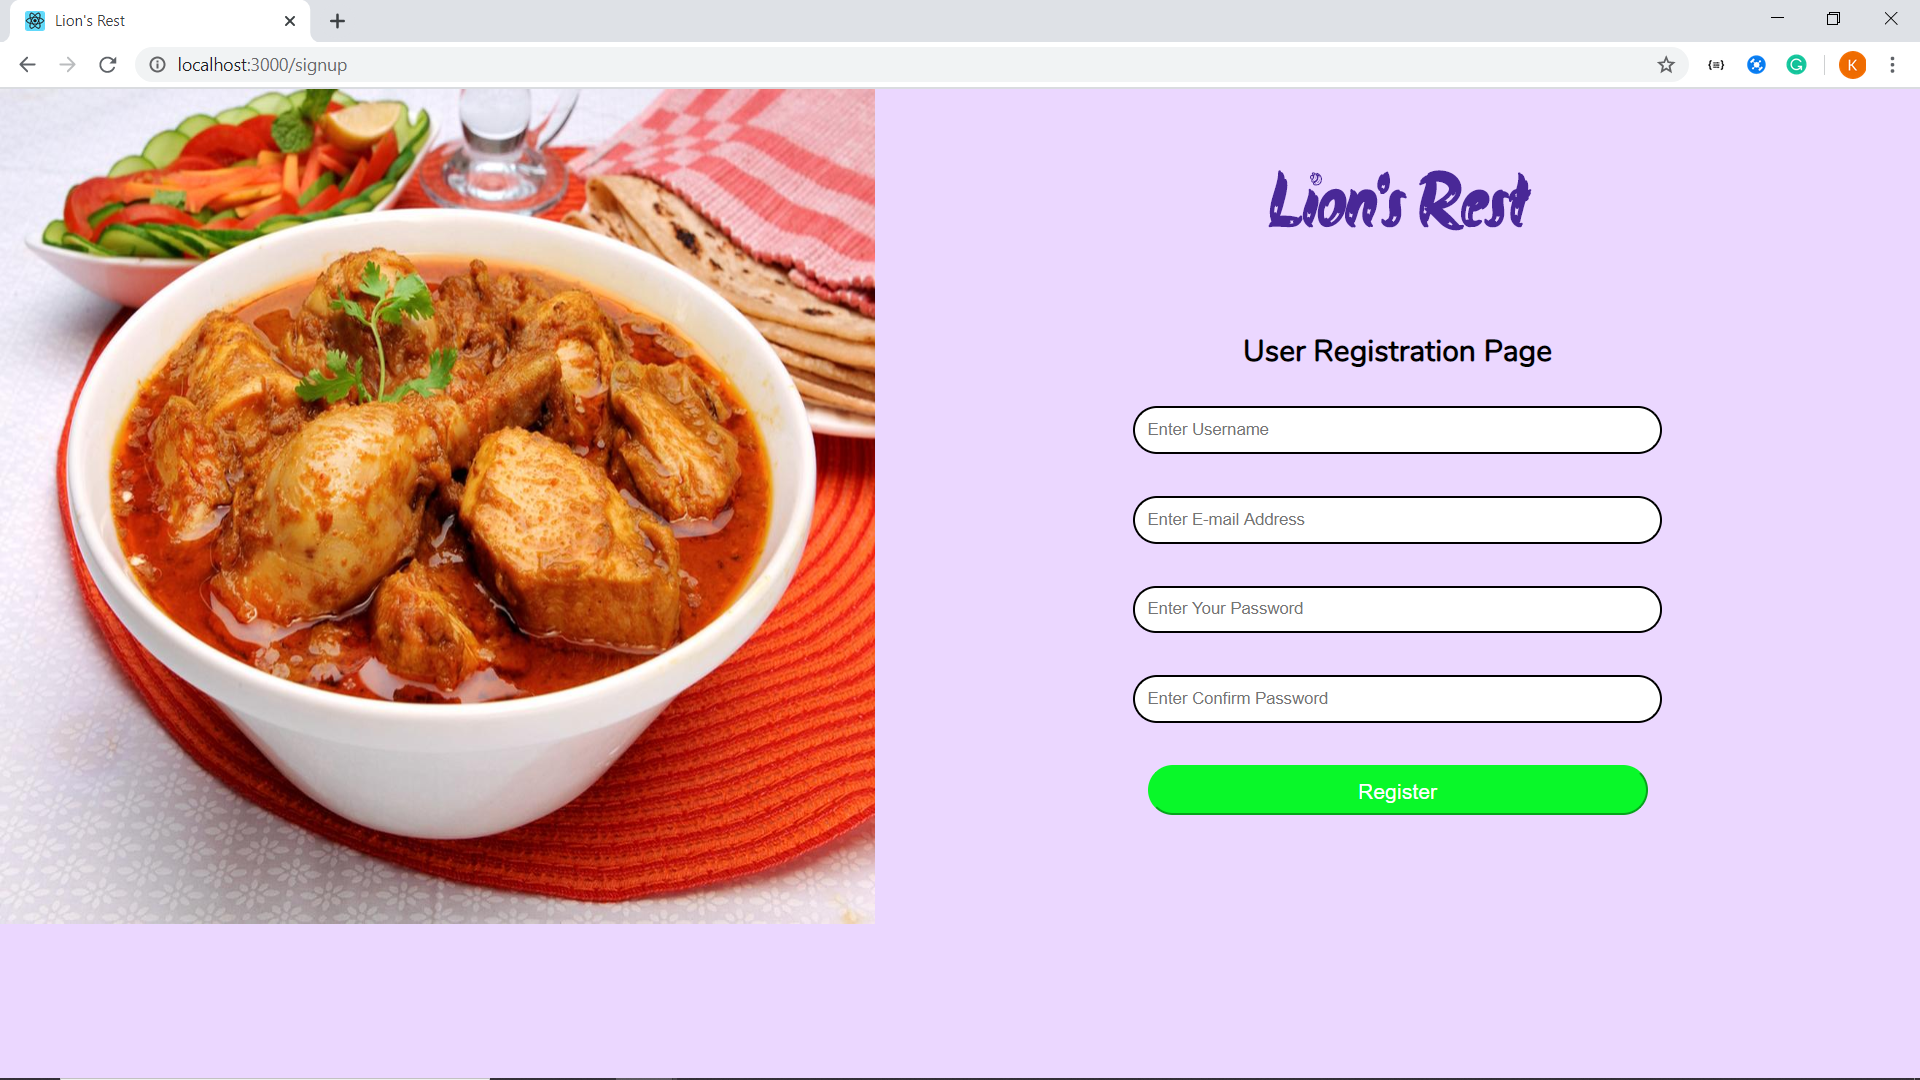 Lion's Rest
localhost:3000/signup
K
Lion's Rest
User Registration Page
Enter Username
Enter E-mail Address
Enter Your Password
Enter Confirm Password
Register